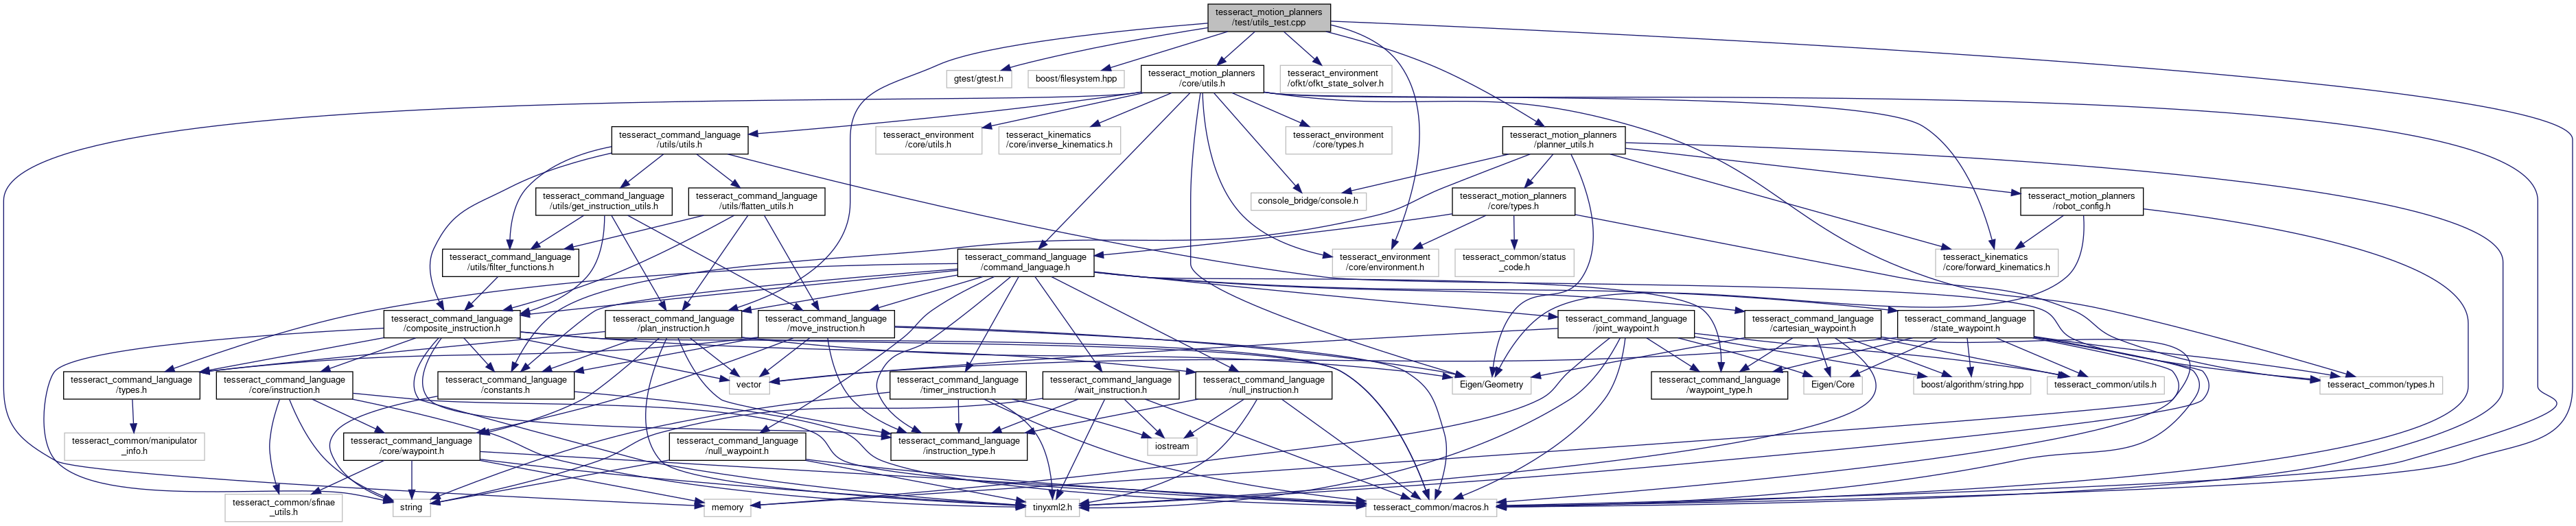 tesseract_motion_planners
/test/utils_test.cpp
gtest/gtest.h
boost/filesystem.hpp
tesseract_motion_planners
/core/utils.h
tesseract_environment
/ofkt/ofkt_state_solver.h
tesseract_command_language
/utils/utils.h
tesseract_environment
/core/utils.h
tesseract_kinematics
/core/inverse_kinematics.h
tesseract_environment
/core/types.h
tesseract_motion_planners
/planner_utils.h
tesseract_command_language
/utils/get_instruction_utils.h
tesseract_command_language
/utils/flatten_utils.h
console_bridge/console.h
tesseract_motion_planners
/core/types.h
tesseract_motion_planners
/robot_config.h
tesseract_command_language
/utils/filter_functions.h
tesseract_command_language
/command_language.h
tesseract_environment
/core/environment.h
tesseract_common/status
_code.h
tesseract_kinematics
/core/forward_kinematics.h
tesseract_command_language
/composite_instruction.h
tesseract_command_language
/plan_instruction.h
tesseract_command_language
/move_instruction.h
tesseract_command_language
/joint_waypoint.h
tesseract_command_language
/cartesian_waypoint.h
tesseract_command_language
/state_waypoint.h
tesseract_command_language
/types.h
tesseract_command_language
/core/instruction.h
tesseract_command_language
/constants.h
vector
tesseract_command_language
/timer_instruction.h
tesseract_command_language
/wait_instruction.h
tesseract_command_language
/null_instruction.h
Eigen/Geometry
tesseract_command_language
/waypoint_type.h
Eigen/Core
boost/algorithm/string.hpp
tesseract_common/utils.h
tesseract_common/types.h
tesseract_common/manipulator
_info.h
tesseract_command_language
/core/waypoint.h
tesseract_command_language
/null_waypoint.h
tesseract_command_language
/instruction_type.h
iostream
tesseract_common/sfinae
_utils.h
string
memory
tinyxml2.h
tesseract_common/macros.h